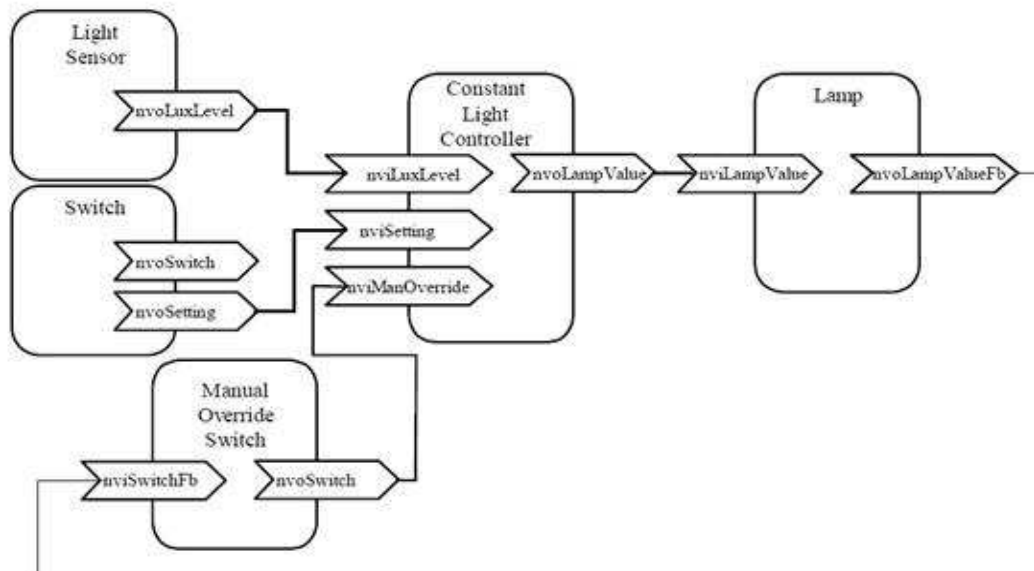 Light
Sensor
nvoLuxLevel
Switch
nvoSwitch
nvoSetting
Constant
Light
Controller
nviLuxLevel
nvoLampValue
nviSetting
nviManOverride
Lamp
nviLampValue
nvoLampValueFb
Manual
Override
Switch
nviSwitchFb
nvoSwitch